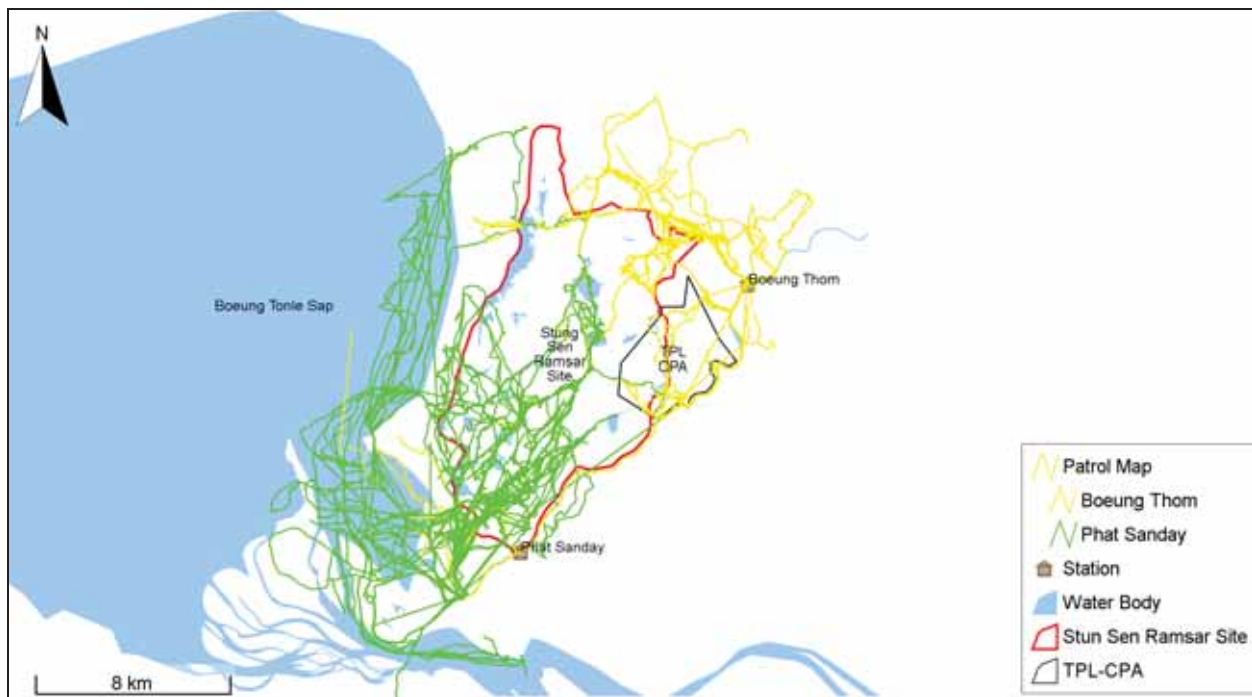 N
Boeung Thom
Boeung Tonle Sap
Stung
Sen
Ramsar
Site
TPL
CPA
Phat Sanday
8 km
Patrol Map
Boeung Thom
Phat Sanday
Station
Water Body
Stun Sen Ramsar Site
TPL-CPA